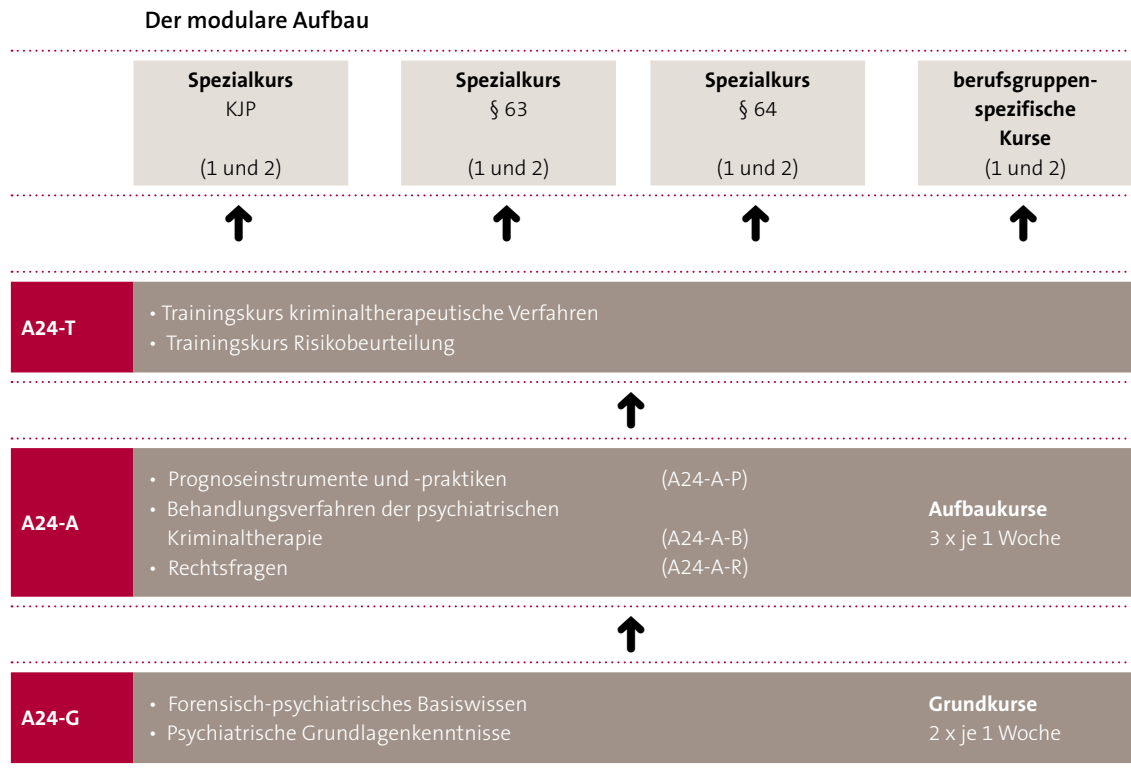 Der modulare Aufbau
Spezialkurs
KJP
(1 und 2)
Spezialkurs
§ 63
(1 und 2)
Spezialkurs
§ 64
(1 und 2)
berufsgruppen-
spezifische
Kurse
(1 und 2)
A24-T
• Trainingskurs kriminaltherapeutische Verfahren
• Trainingskurs Risikobeurteilung
A24-A
• Prognoseinstrumente und -praktiken (A24-A-P)
• Behandlungsverfahren der psychiatrischen
Kriminaltherapie (A24-A-B)
• Rechtsfragen (A24-A-R)
Aufbaukurse
3 x je 1 Woche
A24-G
• Forensisch-psychiatrisches Basiswissen
• Psychiatrische Grundlagenkenntnisse
Grundkurse
2 x je 1 Woche